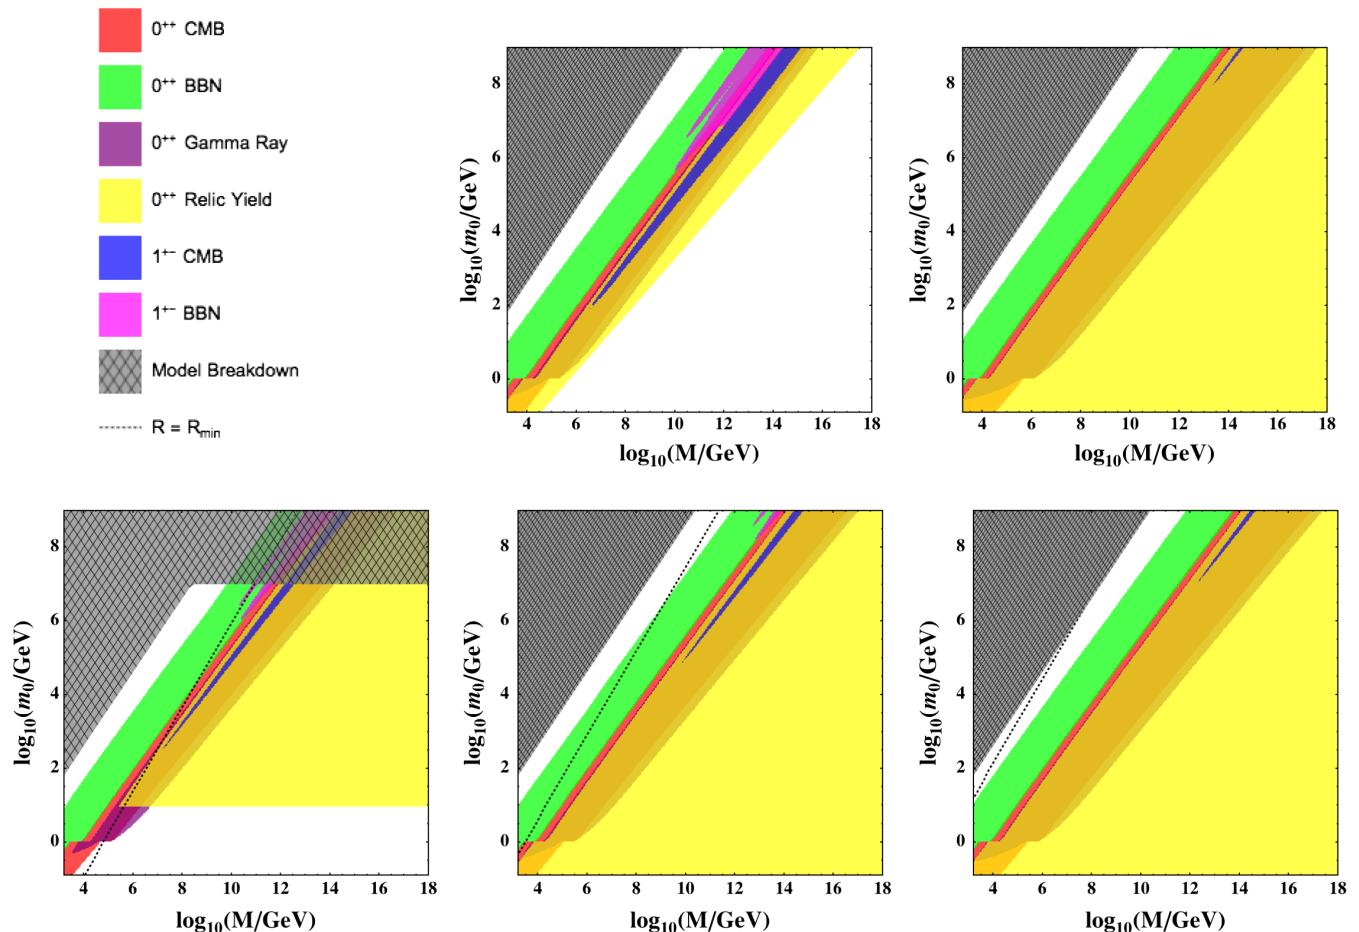 0⁺⁺ CMB
0⁺⁺ BBN
0⁺⁺ Gamma Ray
0⁺⁺ Relic Yield
1⁺⁻ CMB
1⁺⁻ BBN
Model Breakdown
R = R_min
log₁₀(m₀/GeV)
8
6
4
2
0
4 6 8 10 12 14 16 18
log₁₀(M/GeV)
log₁₀(m₀/GeV)
8
6
4
2
0
4 6 8 10 12 14 16 18
log₁₀(M/GeV)
log₁₀(m₀/GeV)
8
6
4
2
0
4 6 8 10 12 14 16 18
log₁₀(M/GeV)
log₁₀(m₀/GeV)
8
6
4
2
0
4 6 8 10 12 14 16 18
log₁₀(M/GeV)
log₁₀(m₀/GeV)
8
6
4
2
0
4 6 8 10 12 14 16 18
log₁₀(M/GeV)